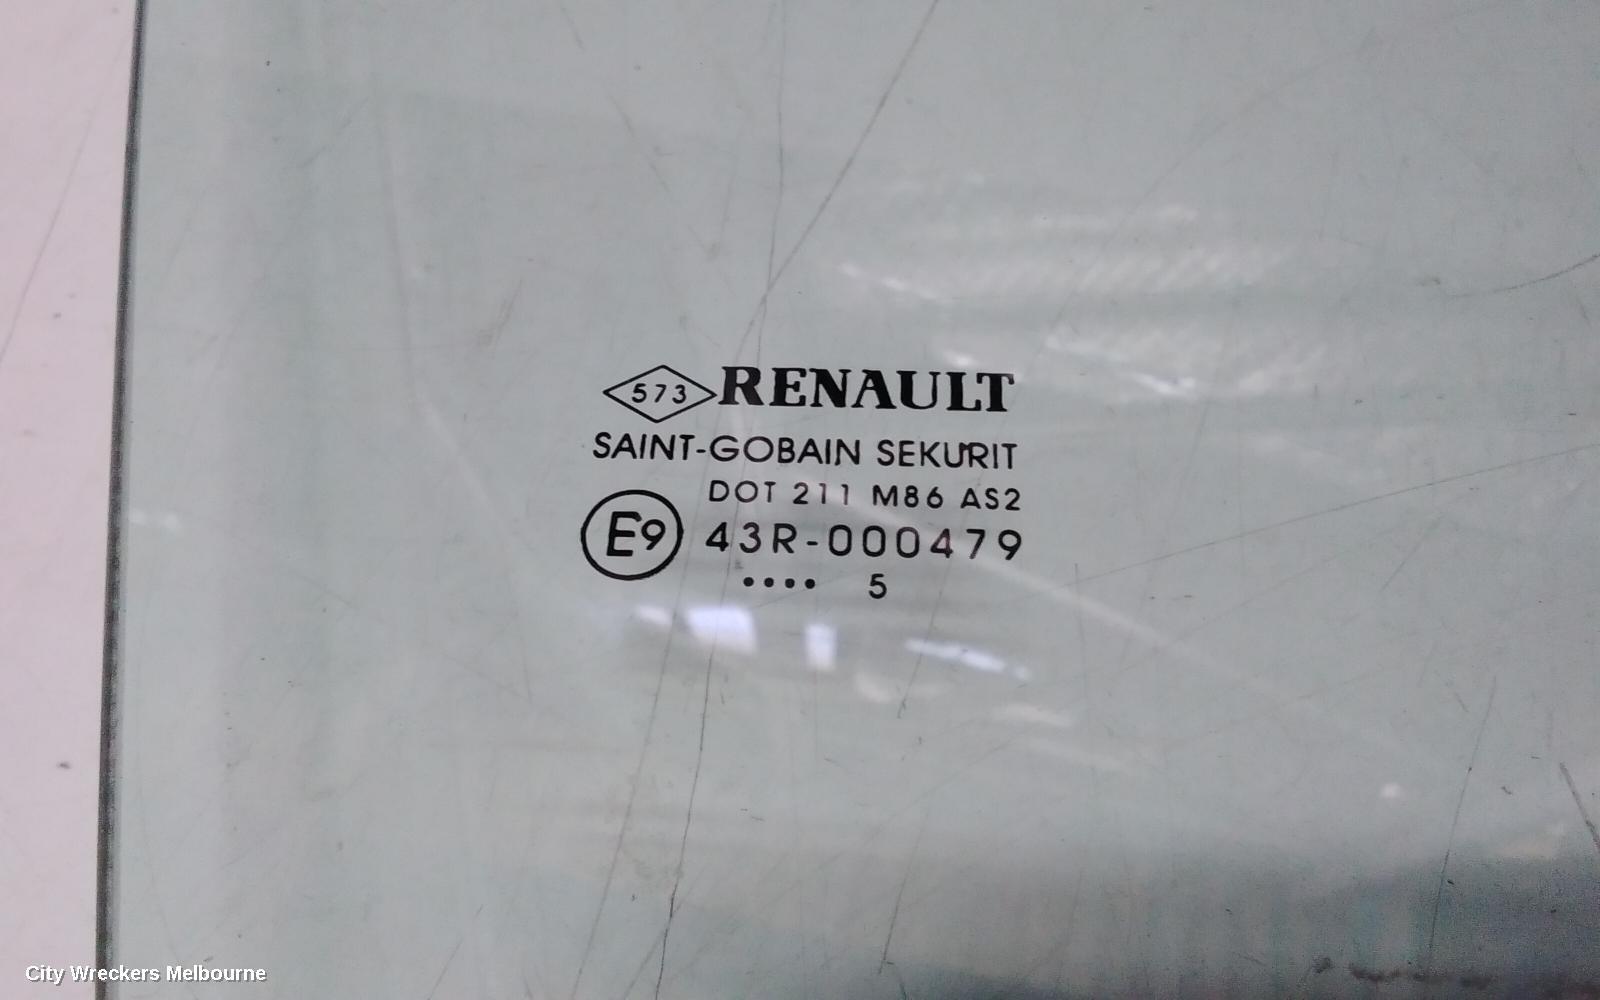 573 RENAULT
SAINT-GOBAIN SEKURIT
DOT 211 M86 AS2
E9 43R-000479
•••• 5
City Wreckers Melbourne